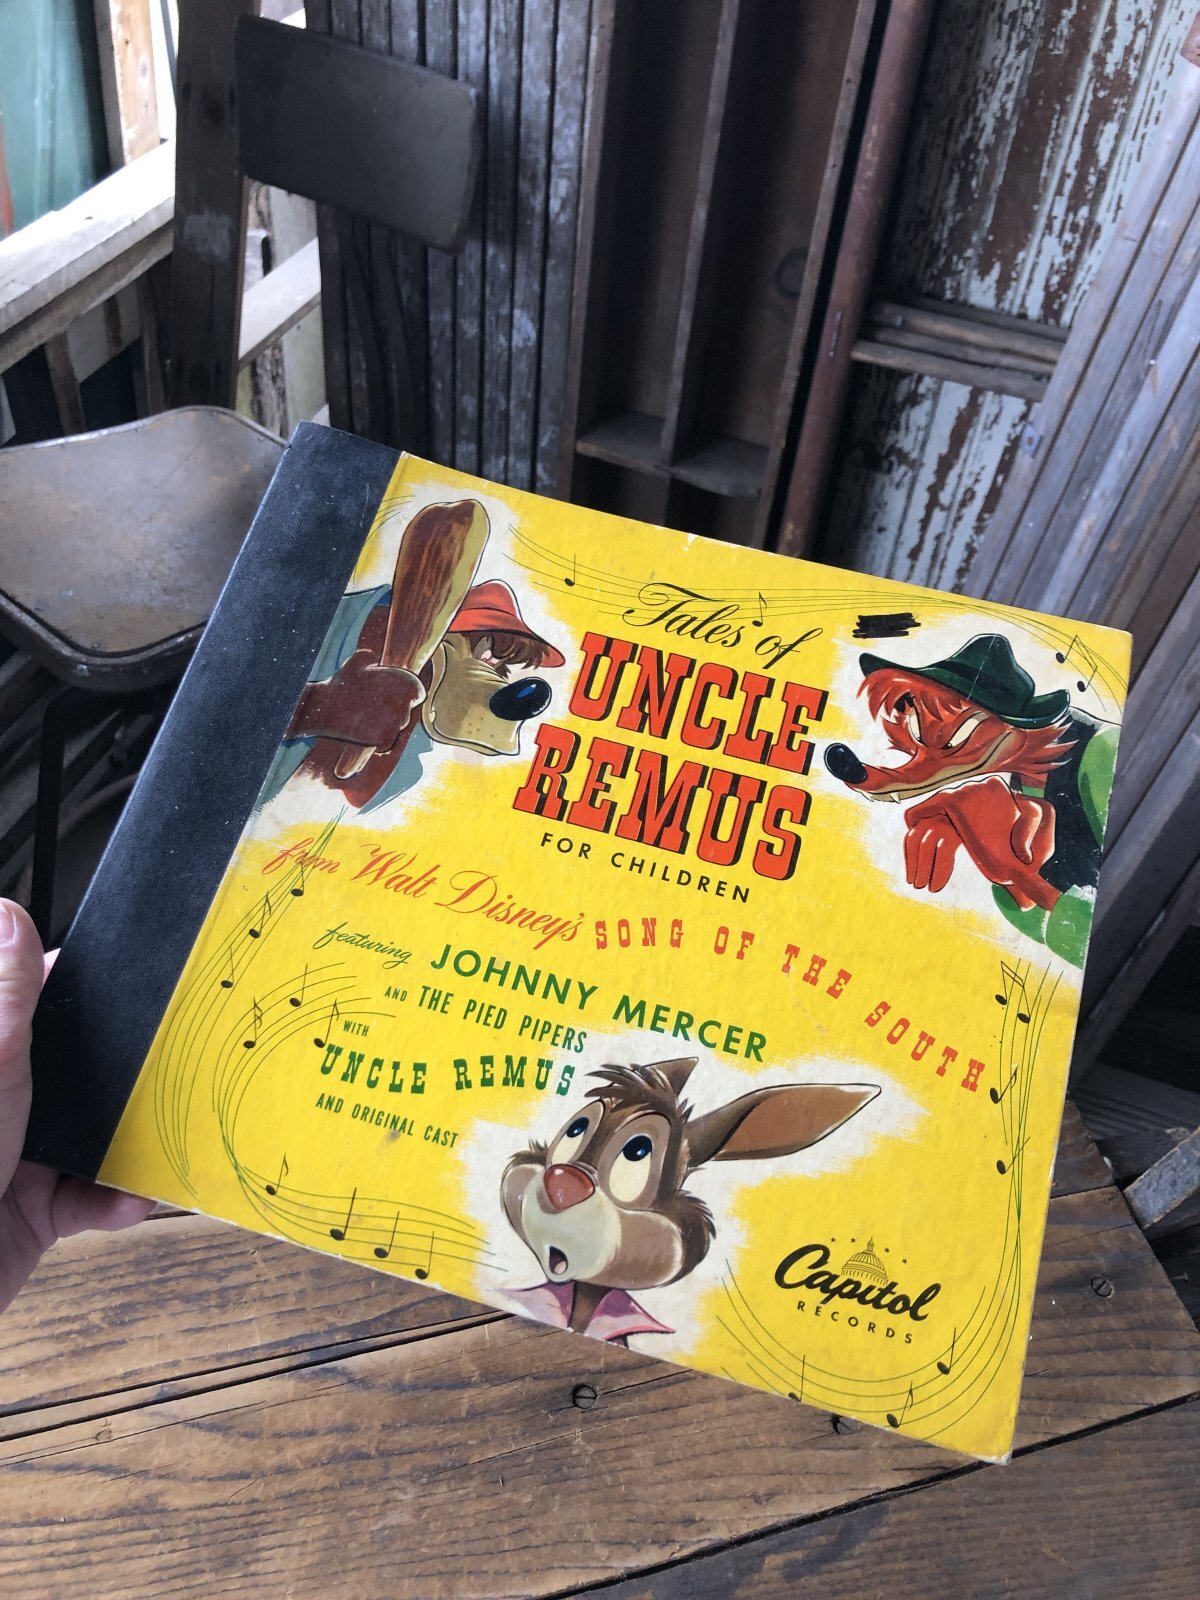 Tales of
UNCLE
REMUS
FOR CHILDREN
from Walt Disney's SONG OF THE SOUTH
featuring JOHNNY MERCER
AND THE PIED PIPERS
WITH
UNCLE REMUS
AND ORIGINAL CAST
Capitol
RECORDS